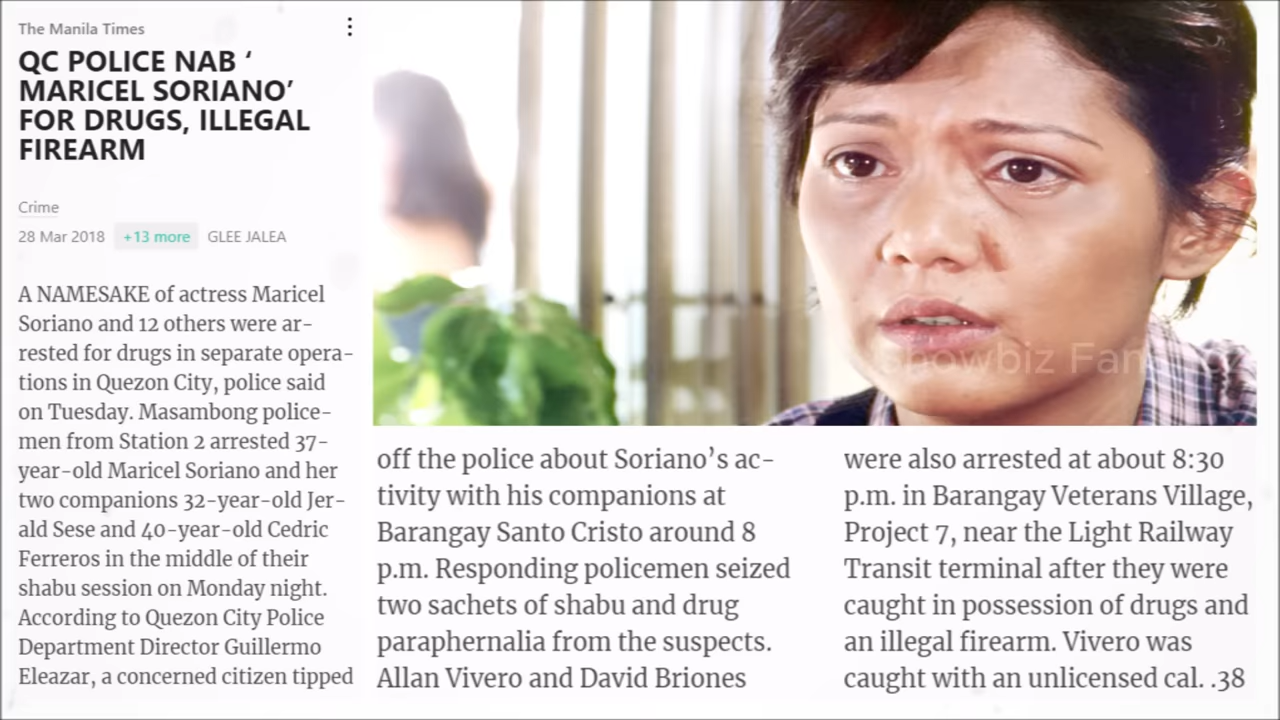 The Manila Times
QC POLICE NAB ‘
MARICEL SORIANO’
FOR DRUGS, ILLEGAL
FIREARM
Crime
28 Mar 2018 +13 more GLEE JALEA
A NAMESAKE of actress Maricel
Soriano and 12 others were ar-
rested for drugs in separate opera-
tions in Quezon City, police said
on Tuesday. Masambong police-
men from Station 2 arrested 37-
year-old Maricel Soriano and her
two companions 32-year-old Jer-
ald Sese and 40-year-old Cedric
Ferreros in the middle of their
shabu session on Monday night.
According to Quezon City Police
Department Director Guillermo
Eleazar, a concerned citizen tipped
off the police about Soriano’s ac-
tivity with his companions at
Barangay Santo Cristo around 8
p.m. Responding policemen seized
two sachets of shabu and drug
paraphernalia from the suspects.
Allan Vivero and David Briones
were also arrested at about 8:30
p.m. in Barangay Veterans Village,
Project 7, near the Light Railway
Transit terminal after they were
caught in possession of drugs and
an illegal firearm. Vivero was
caught with an unlicensed cal. .38
showbiz